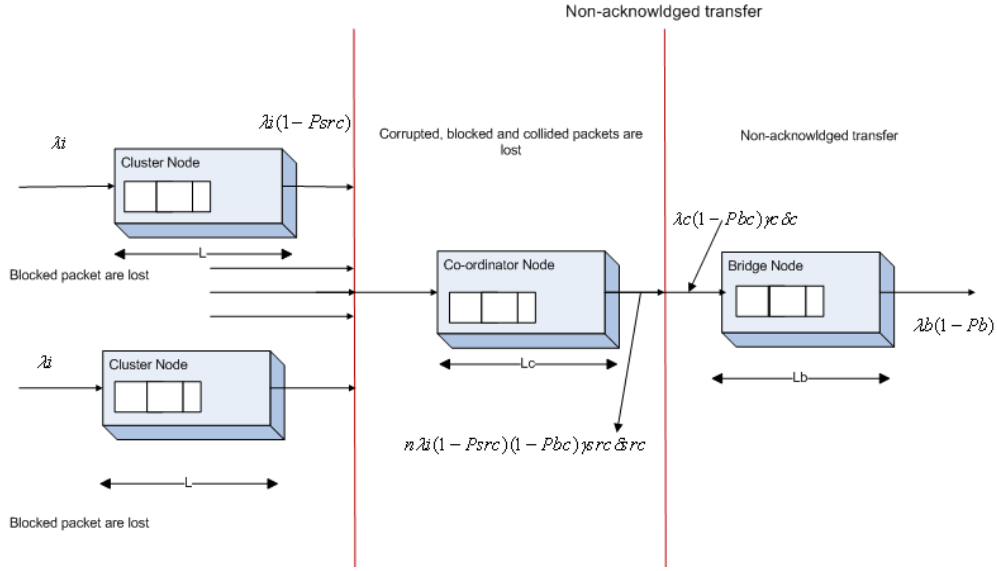 Non-acknowldged transfer
λi(1- Psrc)
λi
Corrupted, blocked and collided packets are
lost
Non-acknowldged transfer
Cluster Node
λc(1- Pbc)γcδc
L
Blocked packet are lost
Co-ordinator Node
Bridge Node
λb(1- Pb)
λi
Cluster Node
Lc
Lb
nλi(1- Psrc)(1- Pbc)γsrcδsrc
L
Blocked packet are lost